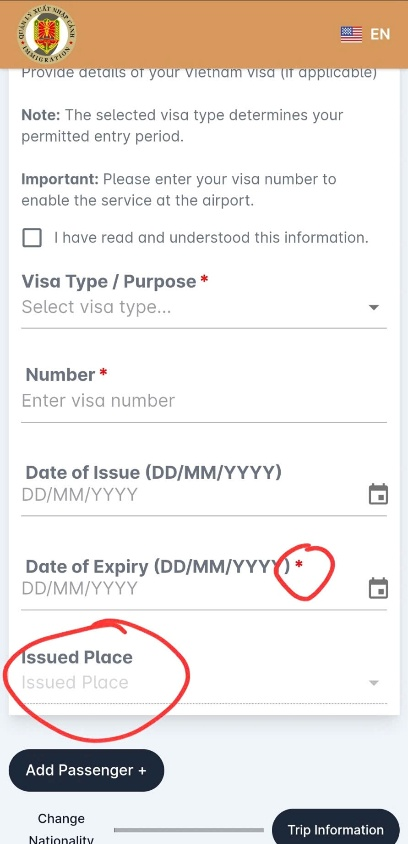 QUẢN LÝ XUẤT NHẬP CẢNH
IMMIGRATION
EN
Provide details of your Vietnam visa (if applicable)
Note: The selected visa type determines your
permitted entry period.
Important: Please enter your visa number to
enable the service at the airport.
I have read and understood this information.
Visa Type / Purpose *
Select visa type...
Number *
Enter visa number
Date of Issue (DD/MM/YYYY)
DD/MM/YYYY
Date of Expiry (DD/MM/YYYY) *
DD/MM/YYYY
Issued Place
Issued Place
Add Passenger +
Change
Nationality
Trip Information